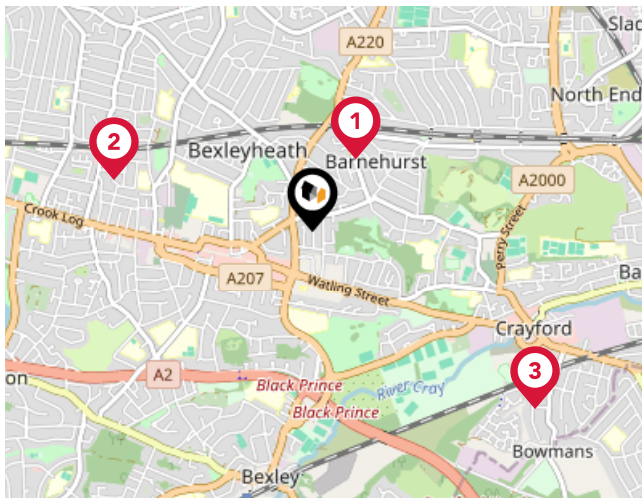 Slad
A220
North End
1
2
Bexleyheath
Barnehurst
A2000
Crook Log
Perry Street
A207
Watling Street
Ba
Crayford
A2
Black Prince
River Cray
3
on
Black Prince
Bowmans
Bexley